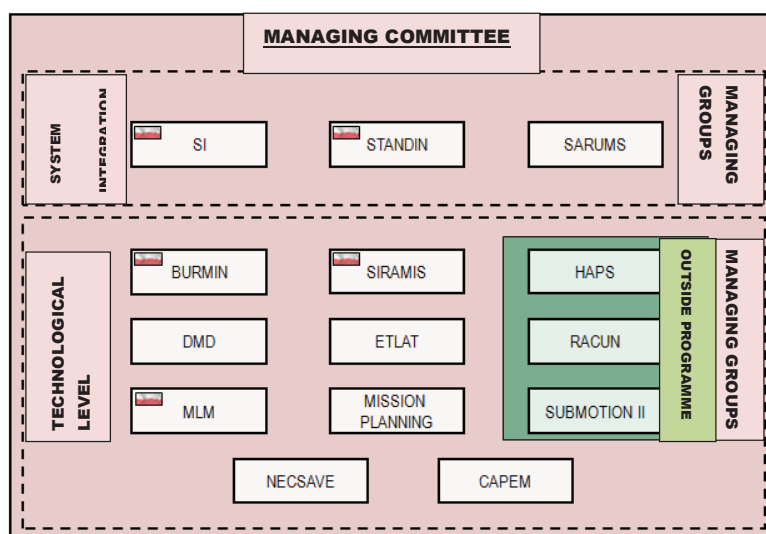 MANAGING COMMITTEE
SYSTEM
INTEGRATION
SI
STANDIN
SARUMS
MANAGING
GROUPS
TECHNOLOGICAL
LEVEL
BURMIN
SIRAMIS
HAPS
DMD
ETLAT
RACUN
MLM
MISSION
PLANNING
SUBMOTION II
OUTSIDE PROGRAMME
MANAGING GROUPS
NECSAVE
CAPEM